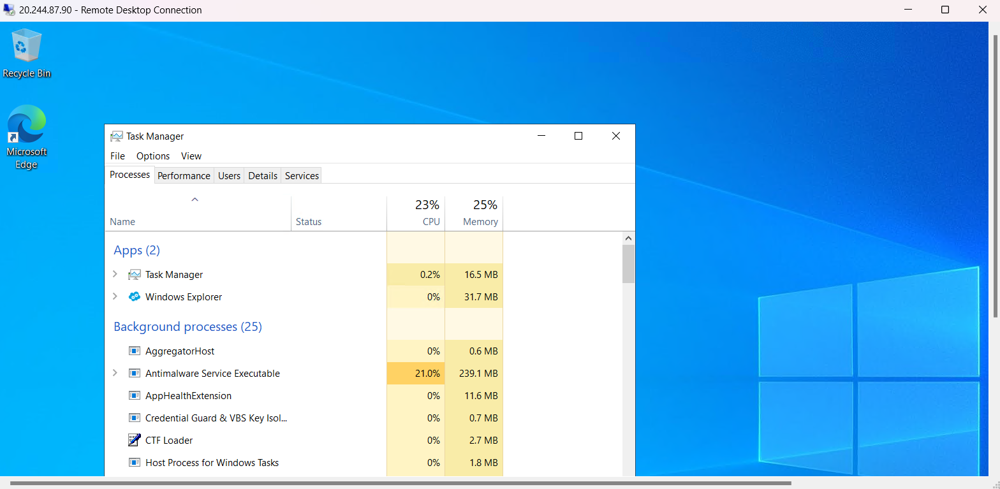 20.244.87.90 - Remote Desktop Connection
Recycle Bin
Microsoft
Edge
Task Manager
File Options View
Processes Performance Users Details Services
23% 25%
Name Status CPU Memory
Apps (2)
Task Manager 0.2% 16.5 MB
Windows Explorer 0% 31.7 MB
Background processes (25)
AggregatorHost 0% 0.6 MB
Antimalware Service Executable 21.0% 239.1 MB
AppHealthExtension 0% 11.6 MB
Credential Guard & VBS Key Isol... 0% 0.7 MB
CTF Loader 0% 2.7 MB
Host Process for Windows Tasks 0% 1.8 MB